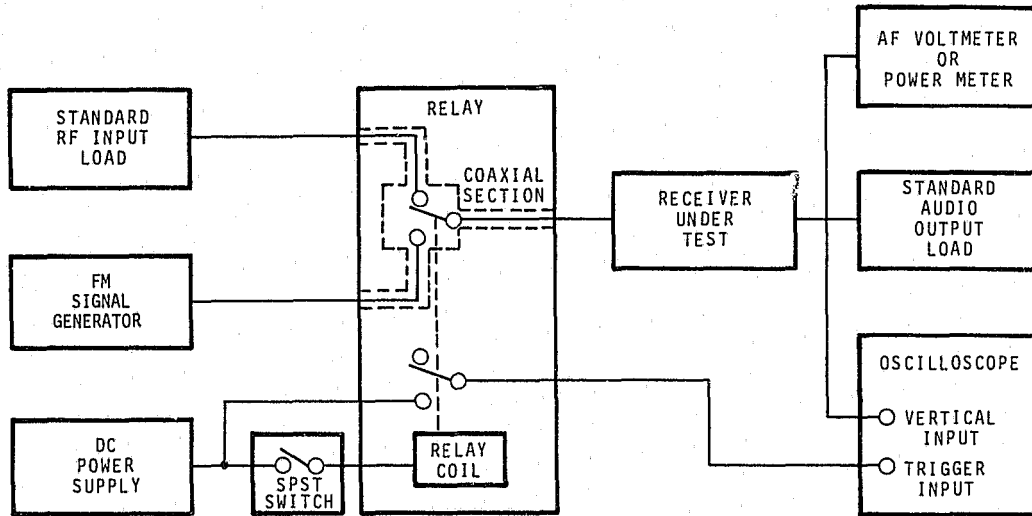 STANDARD
RF INPUT
LOAD
FM
SIGNAL
GENERATOR
DC
POWER
SUPPLY
SPST
SWITCH
RELAY
COAXIAL
SECTION
RELAY
COIL
RECEIVER
UNDER
TEST
AF VOLTMETER
OR
POWER METER
STANDARD
AUDIO
OUTPUT
LOAD
OSCILLOSCOPE
VERTICAL
INPUT
TRIGGER
INPUT